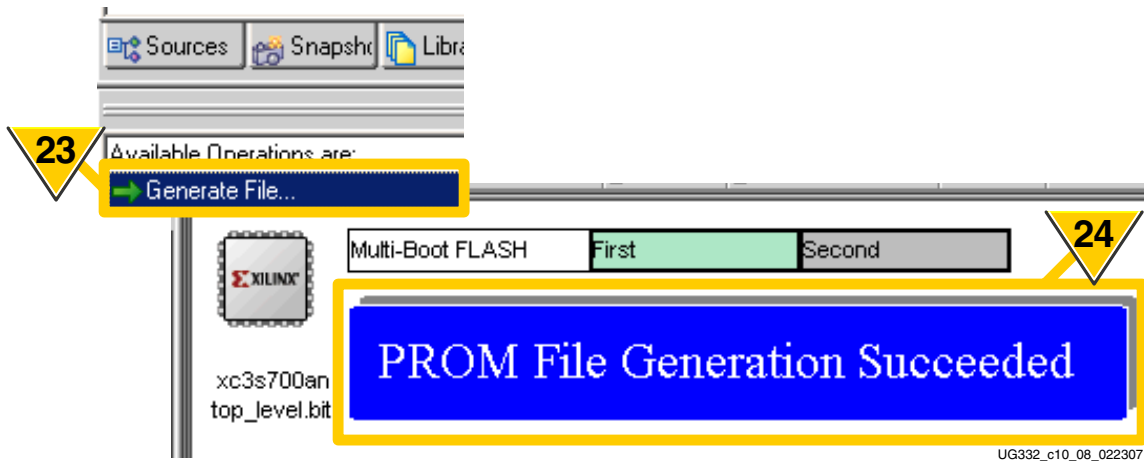 Sources Snapsho Libra
23
Available Operations are:
Generate File...
24
Multi-Boot FLASH First Second
XILINX
PROM File Generation Succeeded
xc3s700an
top_level.bit
UG332_c10_08_022307